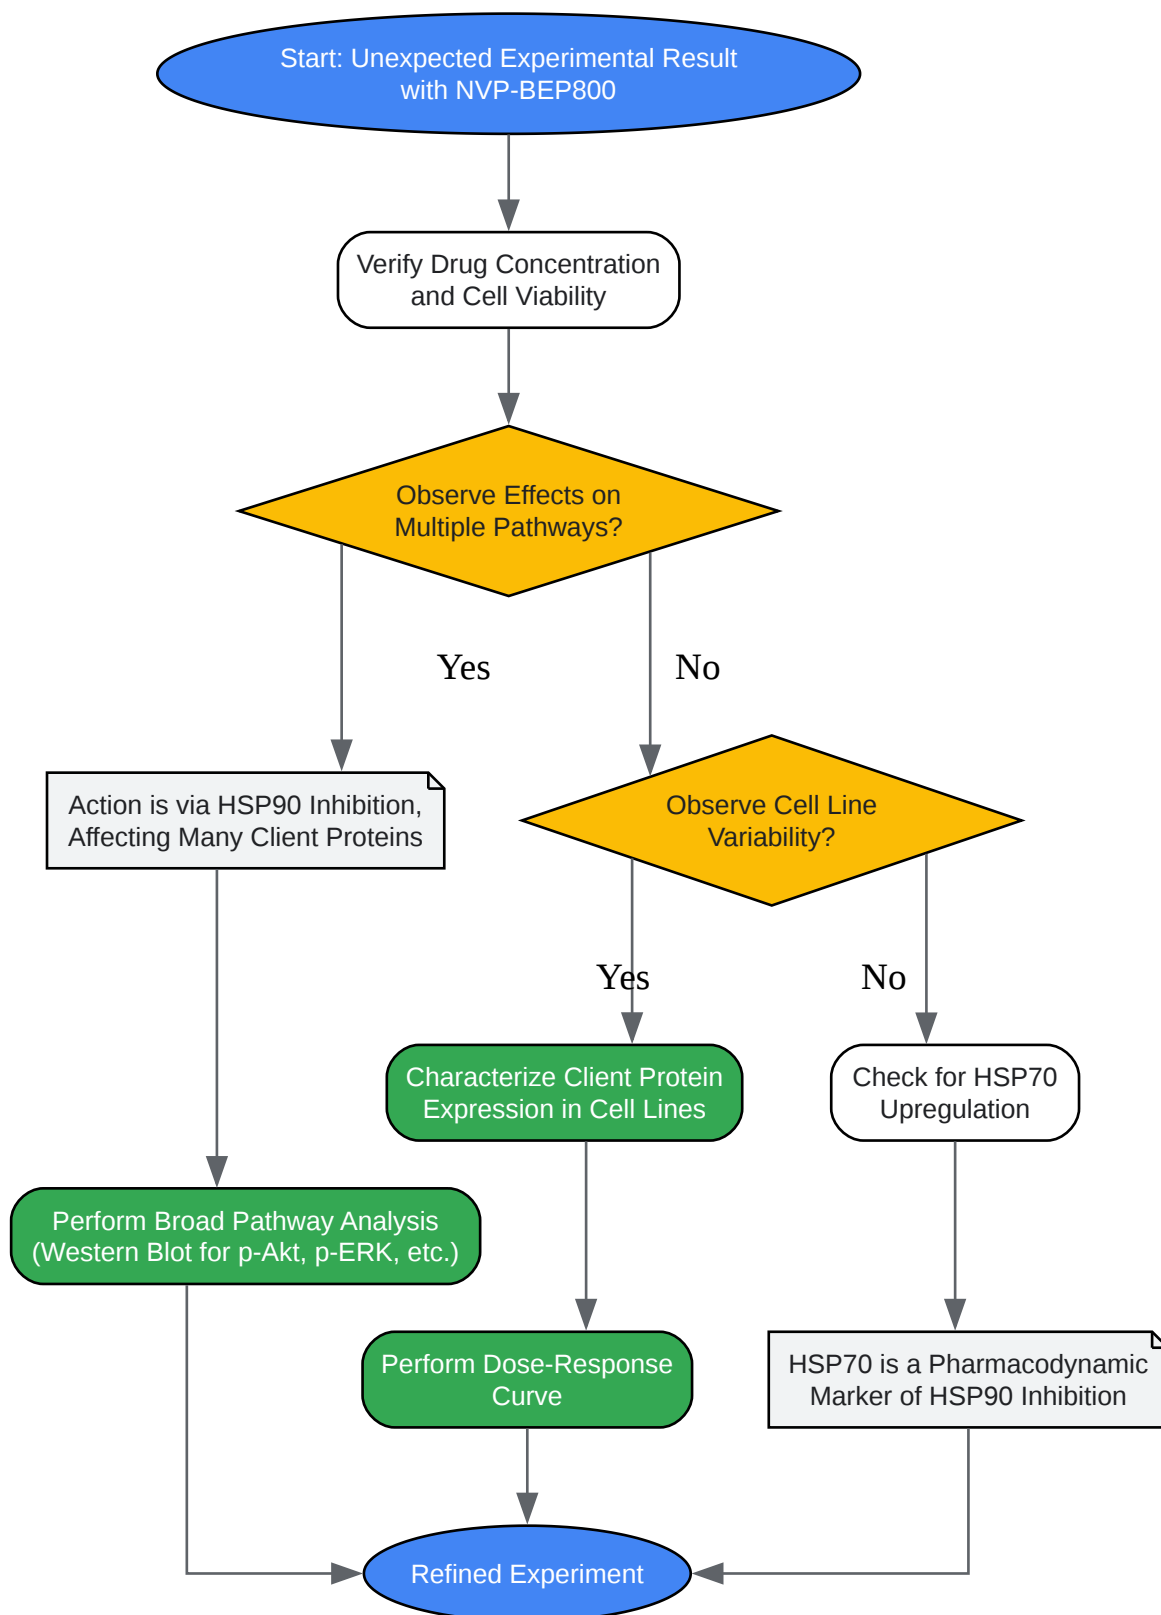 Start: Unexpected Experimental Result
with NVP-BEP800
Verify Drug Concentration
and Cell Viability
Observe Effects on
Multiple Pathways?
Yes
No
Action is via HSP90 Inhibition,
Affecting Many Client Proteins
Observe Cell Line
Variability?
Yes
No
Characterize Client Protein
Expression in Cell Lines
Check for HSP70
Upregulation
Perform Broad Pathway Analysis
(Western Blot for p-Akt, p-ERK, etc.)
Perform Dose-Response
Curve
HSP70 is a Pharmacodynamic
Marker of HSP90 Inhibition
Refined Experiment